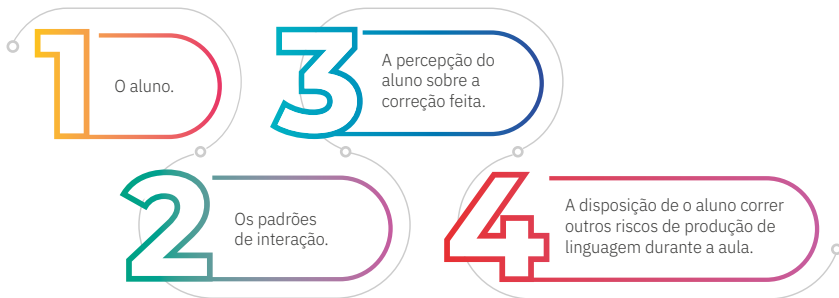 1
O aluno.
2
Os padrões
de interação.
3
A percepção do
aluno sobre a
correção feita.
4
A disposição de o aluno correr
outros riscos de produção de
linguagem durante a aula.